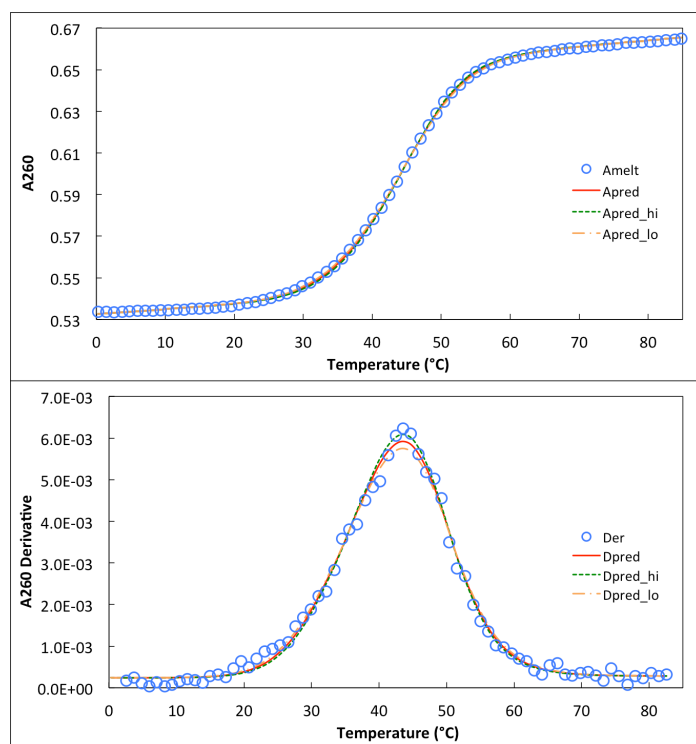 0.67
0.65
0.63
0.61
0.59
0.57
0.55
0.53
A260
Amelt
Apred
Apred_hi
Apred_lo
0 10 20 30 40 50 60 70 80
Temperature (°C)
7.0E-03
6.0E-03
5.0E-03
4.0E-03
3.0E-03
2.0E-03
1.0E-03
0.0E+00
A260 Derivative
Der
Dpred
Dpred_hi
Dpred_lo
0 10 20 30 40 50 60 70 80
Temperature (°C)